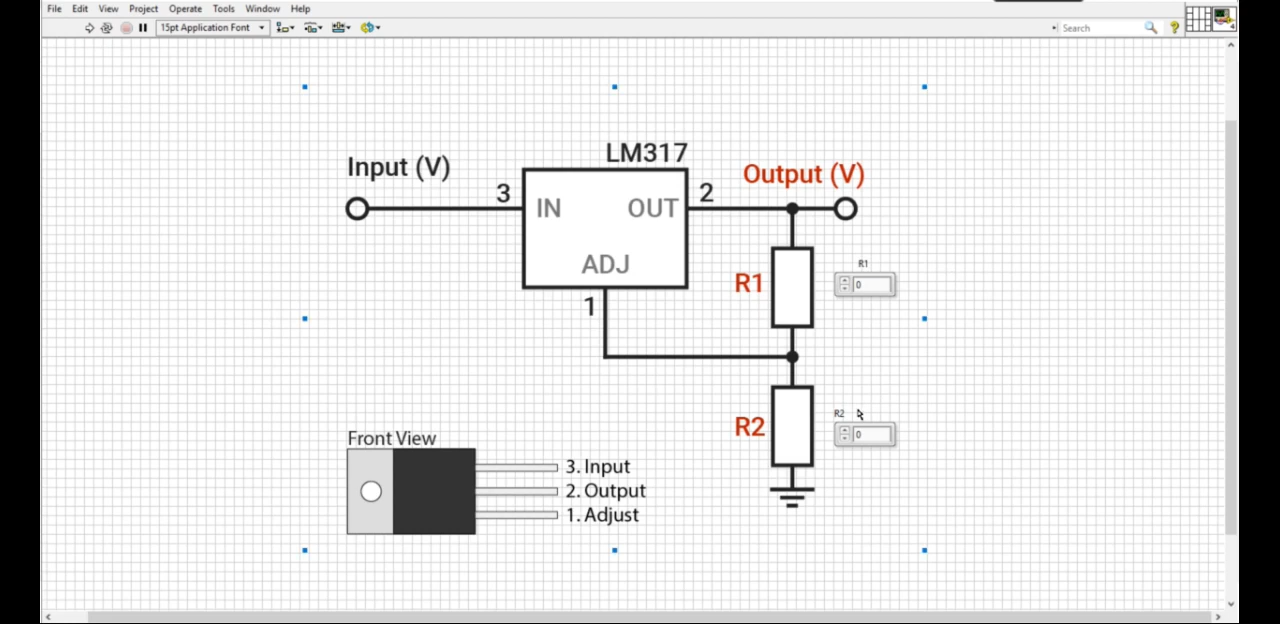 File Edit View Project Operate Tools Window Help
15pt Application Font
Search
?
4
LM317
Input (V)
Output (V)
3
2
IN
OUT
ADJ
1
R1
R1
0
R2
R2
0
Front View
3. Input
2. Output
1. Adjust